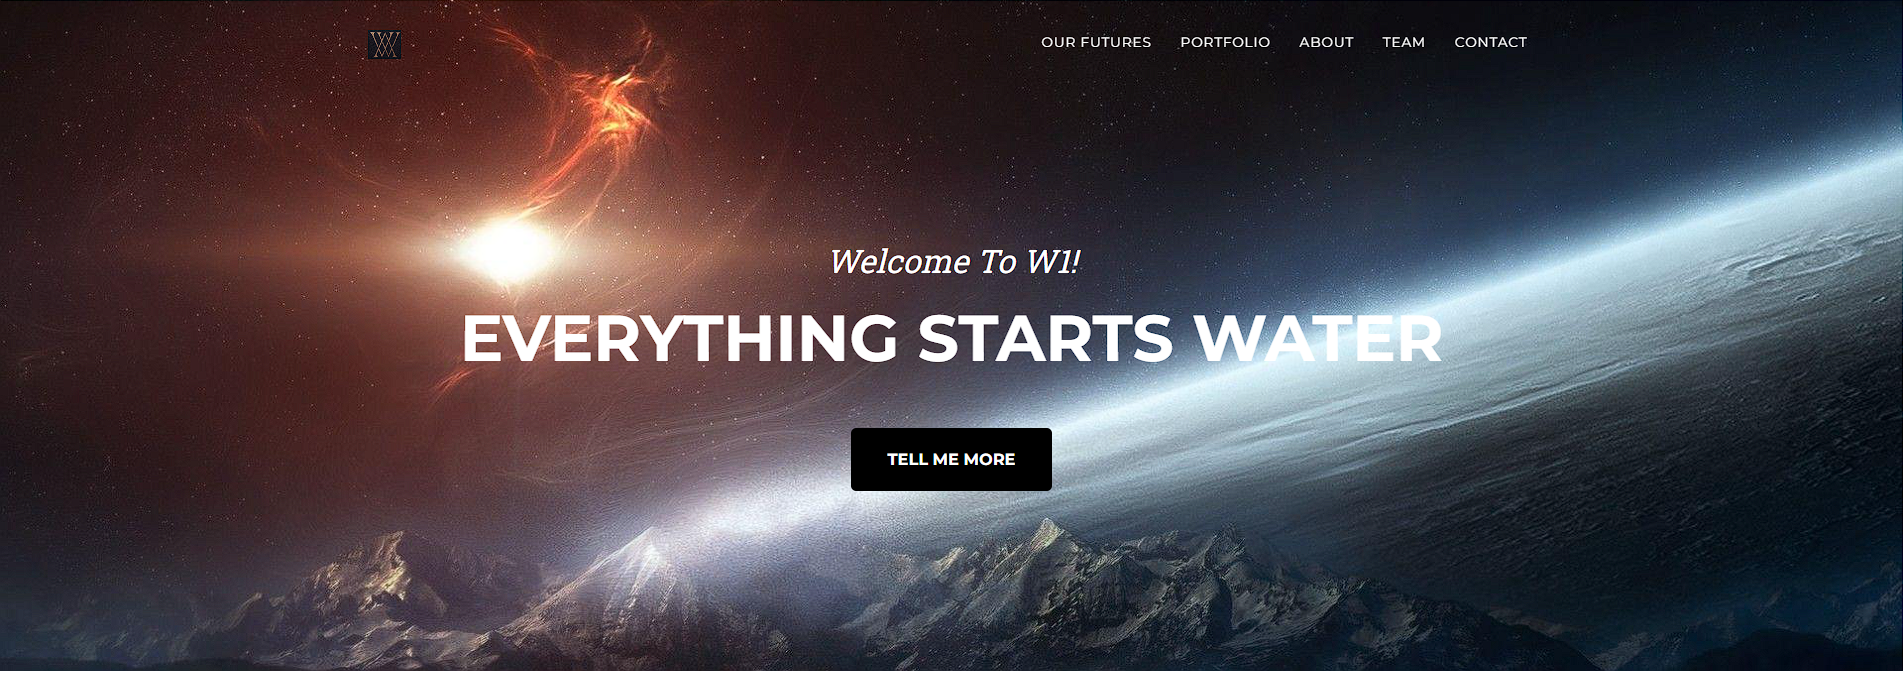 OUR FUTURES PORTFOLIO ABOUT TEAM CONTACT
Welcome To W1!
EVERYTHING STARTS WATER
TELL ME MORE